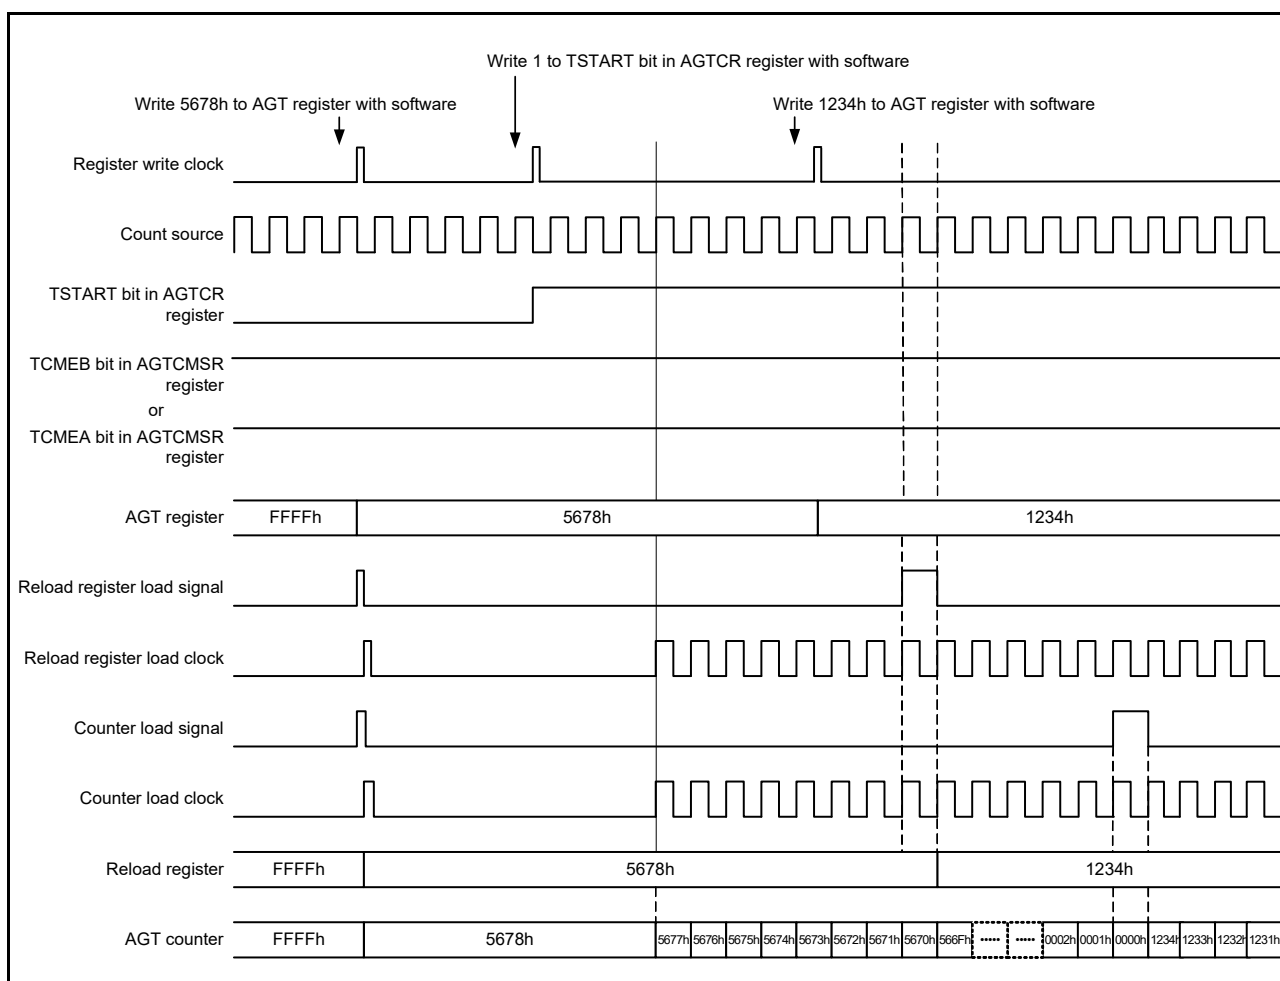 Write 1 to TSTART bit in AGTCR register with software
Write 5678h to AGT register with software
Write 1234h to AGT register with software
Register write clock
Count source
TSTART bit in AGTCR
register
TCMEB bit in AGTCMSR
register
or
TCMEA bit in AGTCMSR
register
AGT register FFFFh 5678h 1234h
Reload register load signal
Reload register load clock
Counter load signal
Counter load clock
Reload register FFFFh 5678h 1234h
AGT counter FFFFh 5678h 5677h 5676h 5675h 5674h 5673h 5672h 5671h 5670h 566Fh ····· ····· 0002h 0001h 0000h 1234h 1233h 1232h 1231h